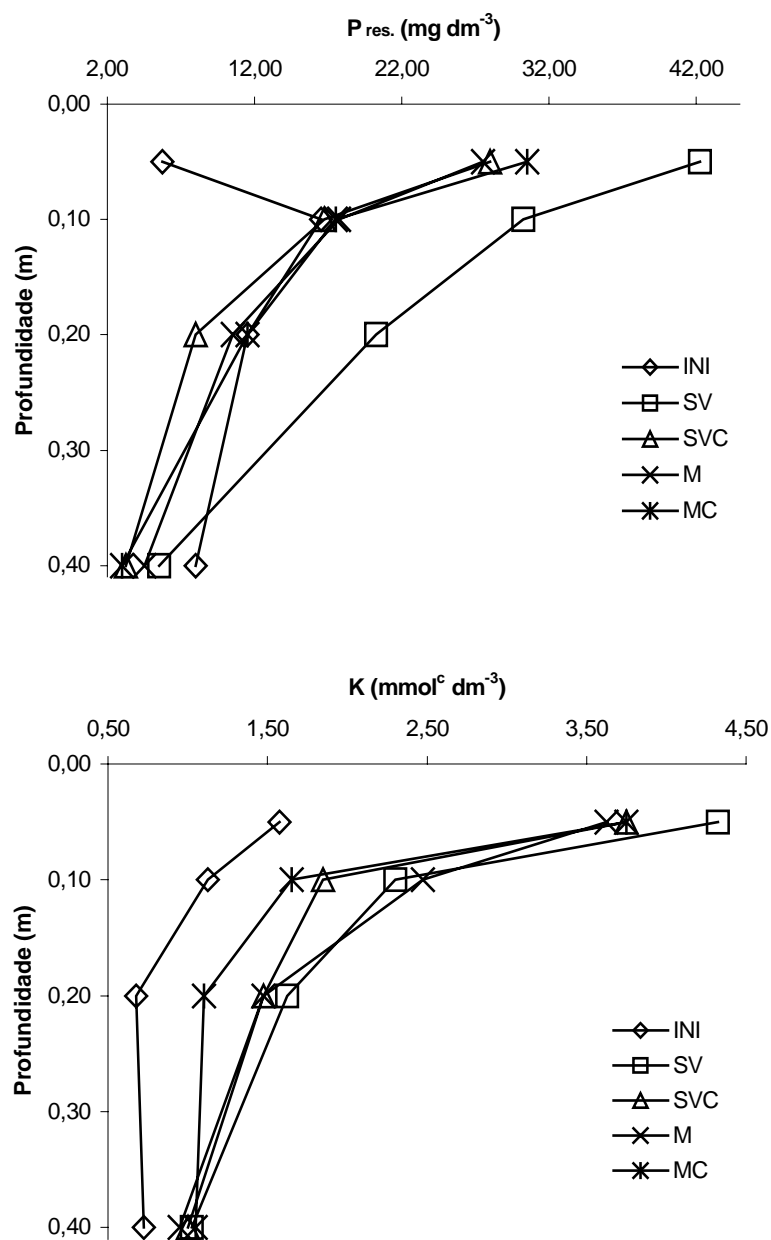 P res. (mg dm-3)
2,00 12,00 22,00 32,00 42,00
0,00
0,10
0,20
0,30
0,40
Profundidade (m)
INI
SV
SVC
M
MC
K (mmolc dm-3)
0,50 1,50 2,50 3,50 4,50
0,00
0,10
0,20
0,30
0,40
Profundidade (m)
INI
SV
SVC
M
MC